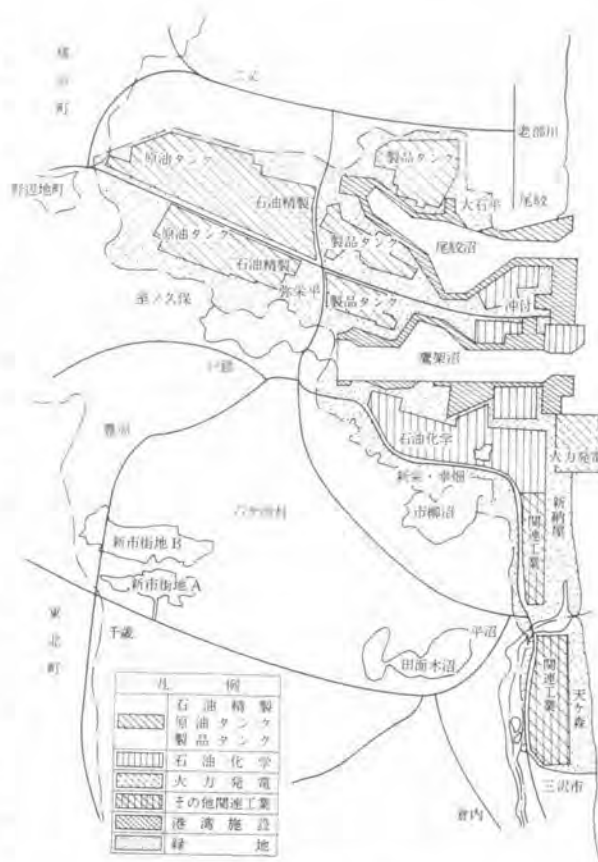 横浜町
二又
老部川
原油タンク
製品タンク
野辺地町
石油精製
大石平
尾駮
原油タンク
製品タンク
尾駮沼
石油精製
弥栄平
沖付
室ノ久保
製品タンク
戸鎖
鷹架沼
豊原
石油化学
火力発電
新栄・幸畑
新納屋
六ケ所村
市柳沼
関連工業
新市街地B
新市街地A
東北町
千歳
平沼
田面木沼
関連工業
天ケ森
凡例
石油精製
原油タンク
製品タンク
石油化学
火力発電
その他関連工業
港湾施設
緑地
倉内
三沢市